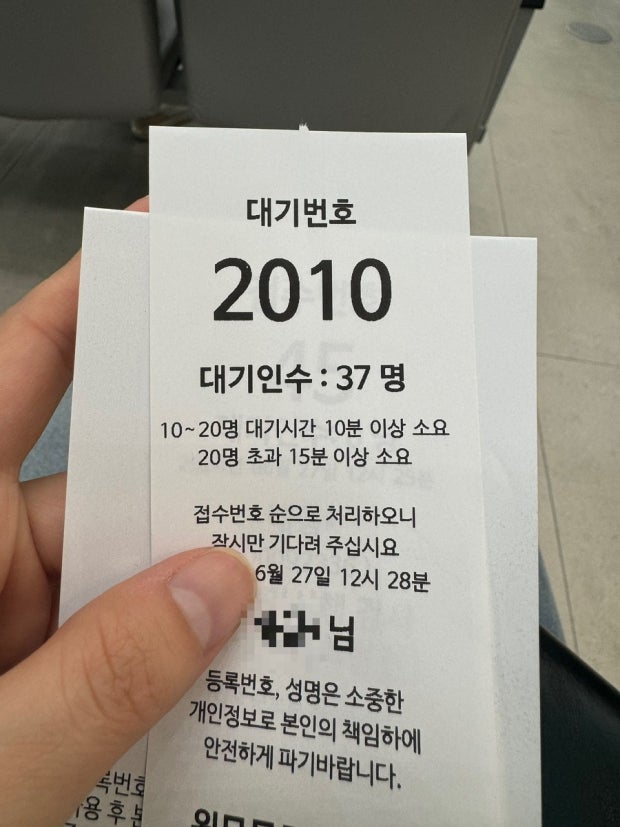 대기번호
2010
대기인수 : 37 명
10~20명 대기시간 10분 이상 소요
20명 초과 15분 이상 소요
접수번호 순으로 처리하오니
잠시만 기다려 주십시요
6월 27일 12시 28분
님
등록번호, 성명은 소중한
개인정보로 본인의 책임하에
안전하게 파기바랍니다.